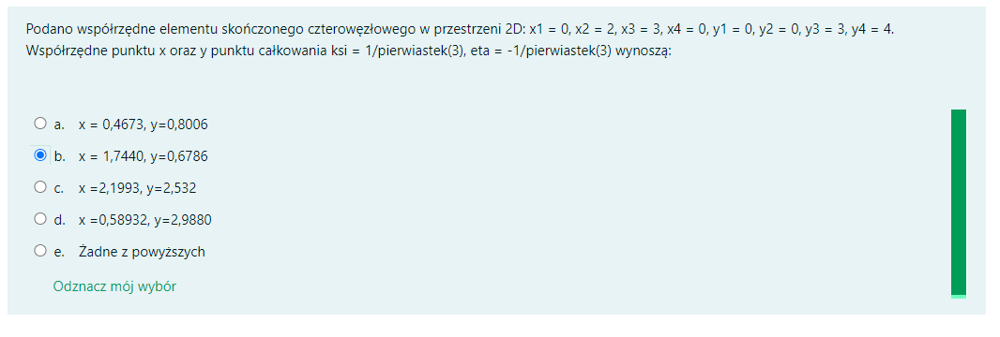 Podano współrzędne elementu skończonego czterowęzłowego w przestrzeni 2D: x1 = 0, x2 = 2, x3 = 3, x4 = 0, y1 = 0, y2 = 0, y3 = 3, y4 = 4.
Współrzędne punktu x oraz y punktu całkowania ksi = 1/pierwiastek(3), eta = -1/pierwiastek(3) wynoszą:
a. x = 0,4673, y=0,8006
b. x = 1,7440, y=0,6786
c. x =2,1993, y=2,532
d. x =0,58932, y=2,9880
e. Żadne z powyższych
Odznacz mój wybór